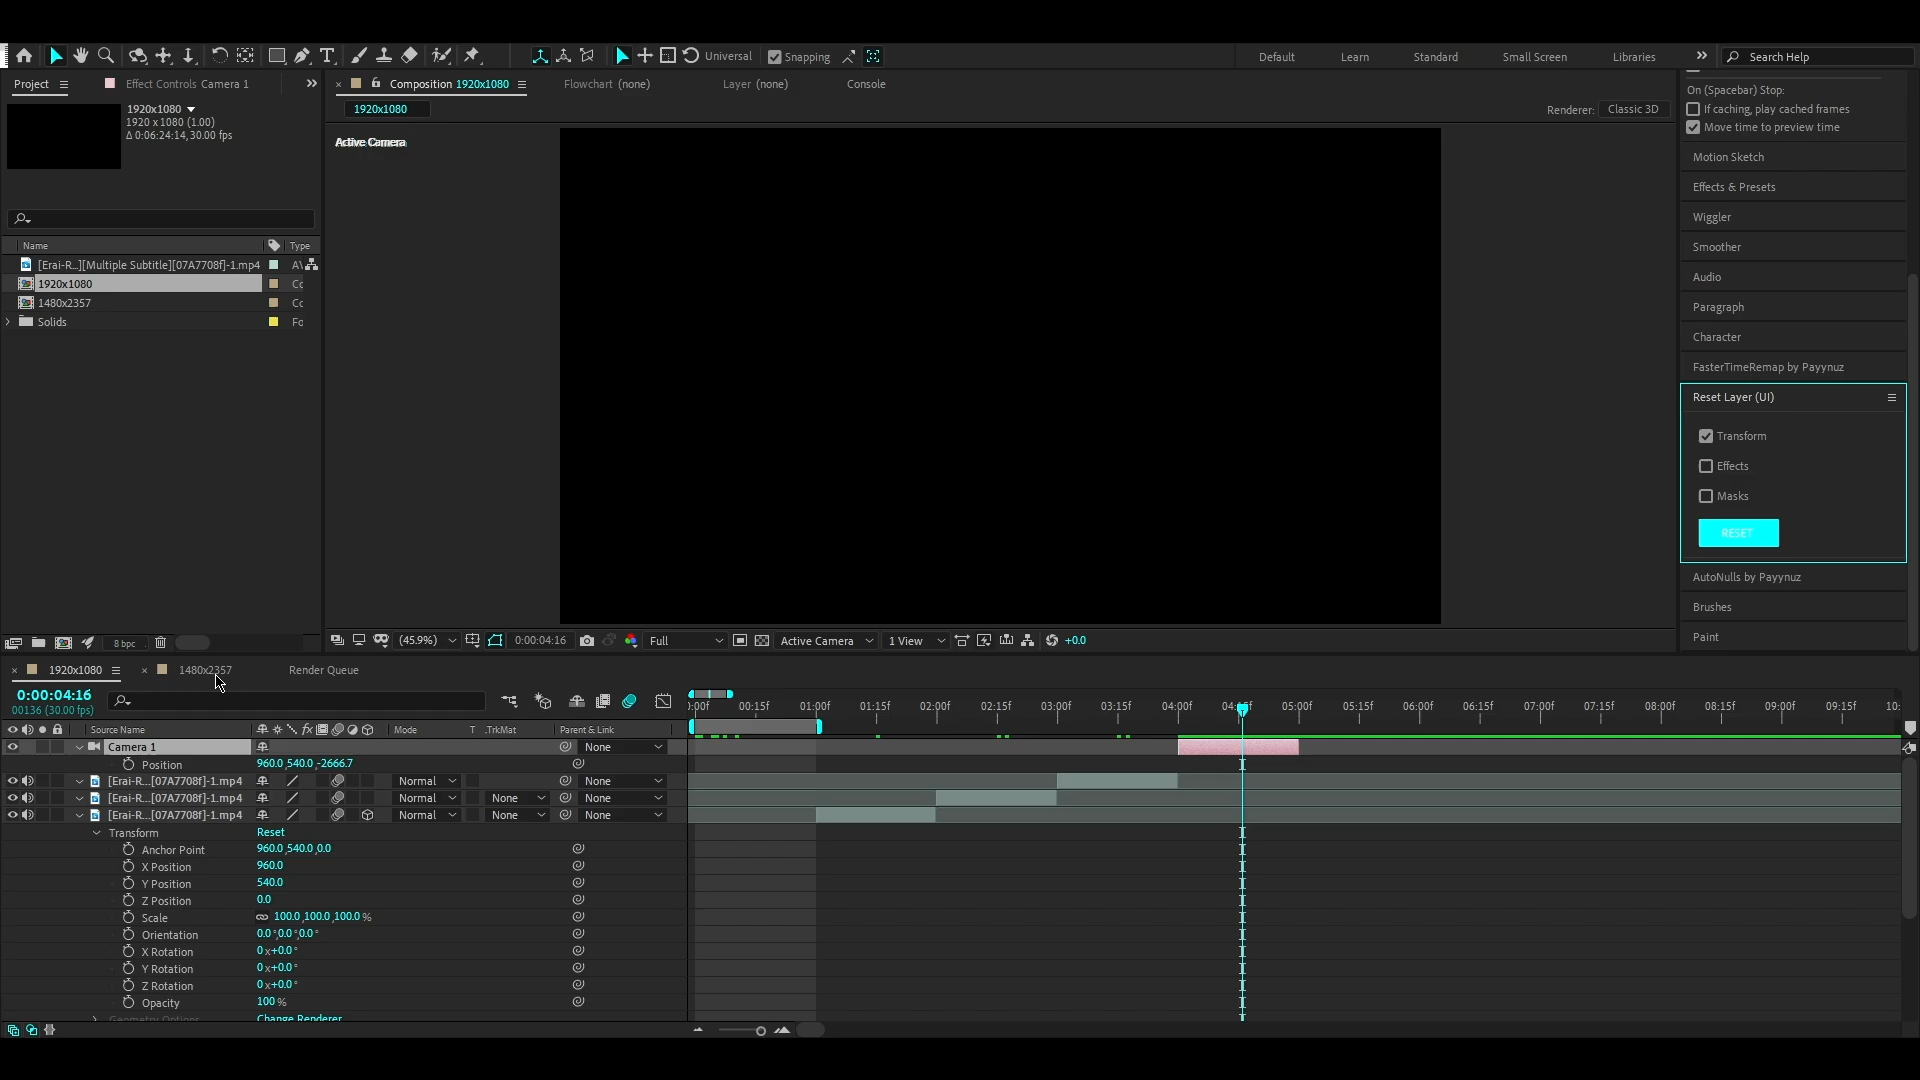 Universal
Snapping
Default
Learn
Standard
Small Screen
Libraries
Search Help
Project
Effect Controls Camera 1
Composition 1920x1080
Flowchart (none)
Layer (none)
Console
1920x1080
1920 x 1080 (1.00)
Δ 0:06:24:14, 30.00 fps
1920x1080
Renderer:
Classic 3D
Active Camera
On (Spacebar) Stop:
If caching, play cached frames
Move time to preview time
Motion Sketch
Effects & Presets
Wiggler
Smoother
Audio
Paragraph
Character
FasterTimeRemap by Payynuz
Reset Layer (UI)
Transform
Effects
Masks
RESET
AutoNulls by Payynuz
Brushes
Paint
Name
Type
[Erai-R...][Multiple Subtitle][07A7708f]-1.mp4
1920x1080
Cc
1480x2357
Cc
Solids
Fo
8 bpc
(45.9%)
0:00:04:16
Full
Active Camera
1 View
+0.0
1920x1080
1480x2357
Render Queue
0:00:04:16
00136 (30.00 fps)
Source Name
Mode
T
.TrkMat
Parent & Link
):00f
00:15f
01:00f
01:15f
02:00f
02:15f
03:00f
03:15f
04:00f
05:00f
05:15f
06:00f
06:15f
07:00f
07:15f
08:00f
08:15f
09:00f
09:15f
10:
Camera 1
None
Position
960.0,540.0,-2666.7
[Erai-R...[07A7708f]-1.mp4
Normal
None
[Erai-R...[07A7708f]-1.mp4
Normal
None
None
[Erai-R...[07A7708f]-1.mp4
Normal
None
None
Transform
Reset
Anchor Point
960.0,540.0,0.0
X Position
960.0
Y Position
540.0
Z Position
0.0
Scale
100.0,100.0,100.0%
Orientation
0.0°,0.0°,0.0°
X Rotation
0x+0.0°
Y Rotation
0x+0.0°
Z Rotation
0x+0.0°
Opacity
100%
Geometry Options
Change Renderer...